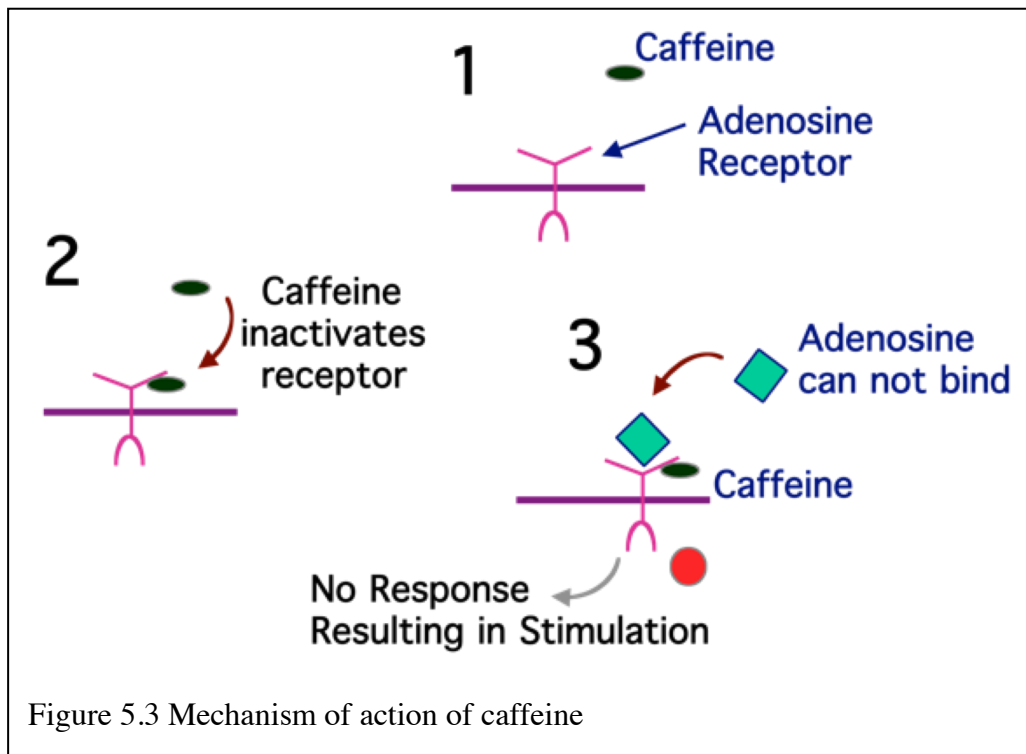 1
Caffeine
Adenosine
Receptor
2
Caffeine
inactivates
receptor
3
Adenosine
can not bind
Caffeine
No Response
Resulting in Stimulation
Figure 5.3 Mechanism of action of caffeine